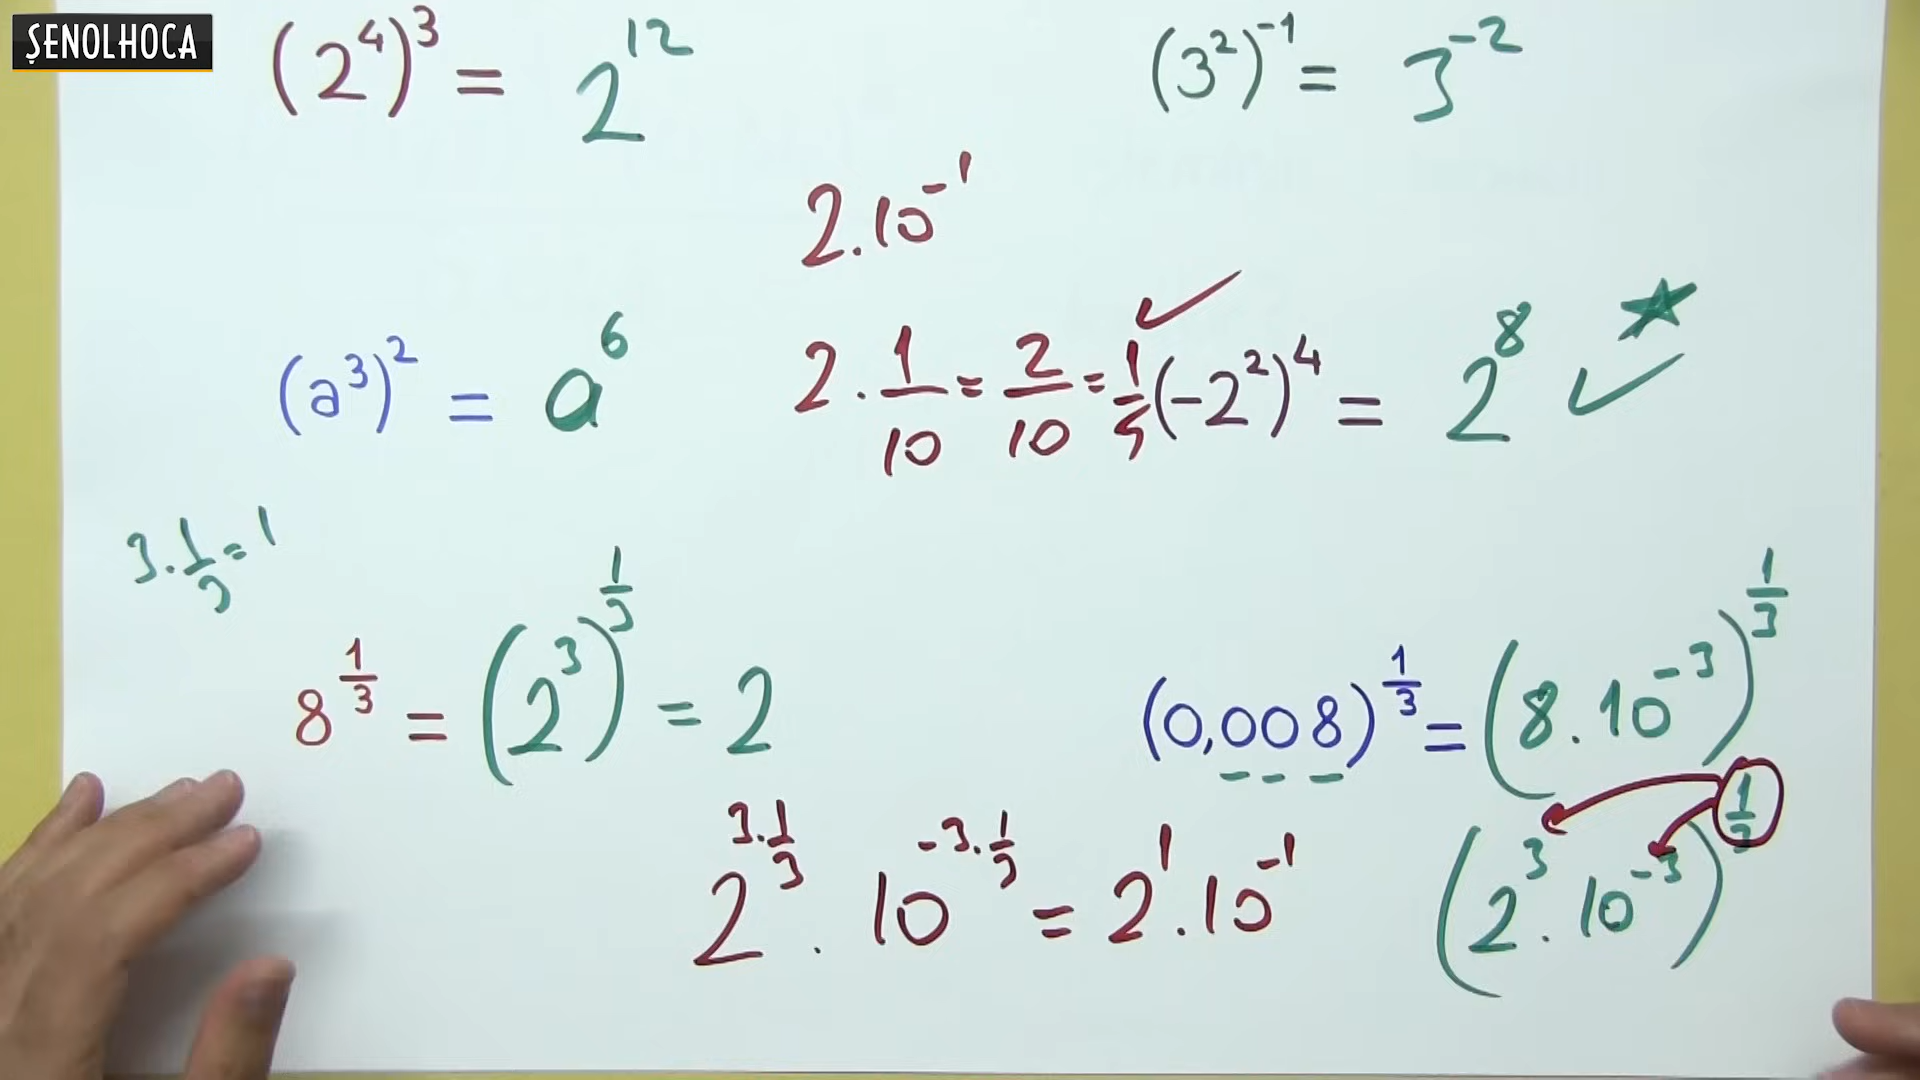 ŞENOLHOCA
(2⁴)³ = 2¹²
(3²)⁻¹ = 3⁻²
2.10⁻¹
(a³)² = a⁶
2 . 1/10 = 2/10 = 1/5
(-2²)⁴ = 2⁸
3 . 1/3 = 1
8^(1/3) = (2³)^(1/3) = 2
(0,008)^(1/3) = (8 . 10⁻³)^(1/3)
(2³ . 10⁻³)^(1/3)
2^(3 . 1/3) . 10^(-3 . 1/3) = 2¹ . 10⁻¹